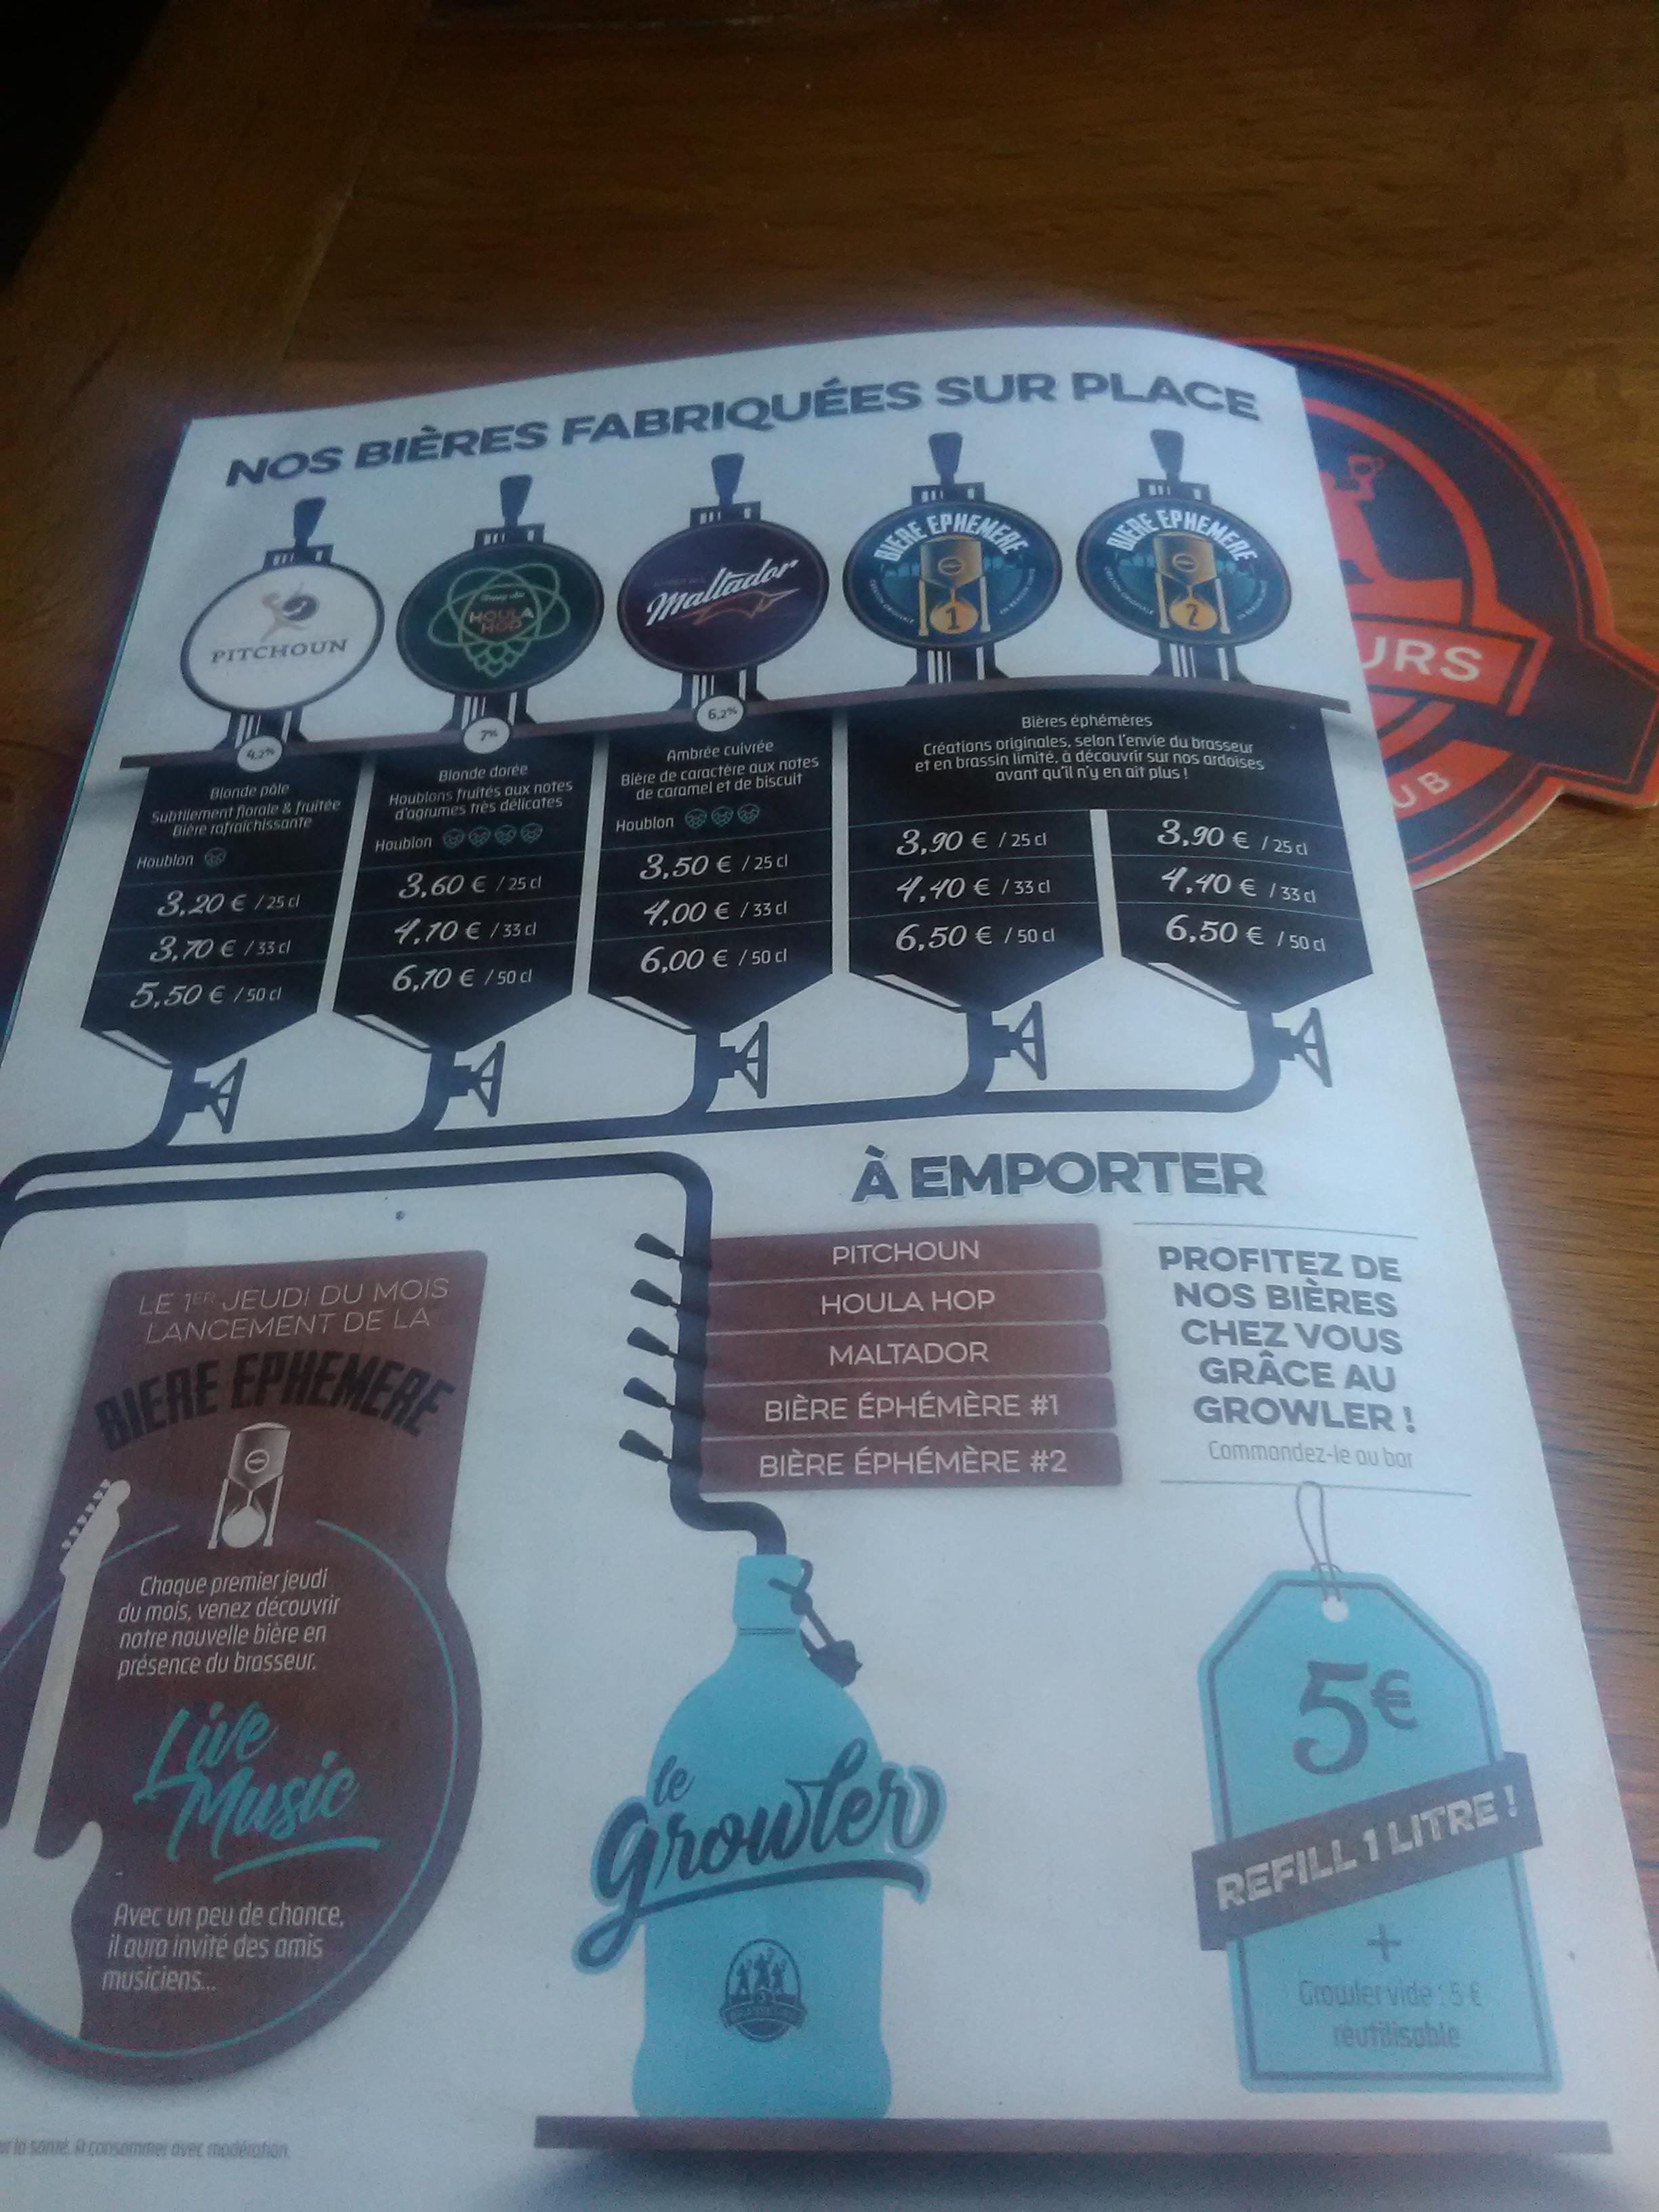 NOS BIÈRES FABRIQUÉES SUR PLACE
PITCHOUN
HOULA
HOP
Maltador
BIERE EPHEMERE
1
BIERE EPHEMERE
2
URS
UB
4,2%
Blonde pâle
Subtilement florale & fruitée
Bière rafraîchissante
Houblon
3,20 € / 25 cl
3,70 € / 33 cl
5,50 € / 50 cl
7%
Blonde dorée
Houblons fruités aux notes
d'agrumes très délicates
Houblon
3,60 € / 25 cl
4,10 € / 33 cl
6,10 € / 50 cl
6,2%
Ambrée cuivrée
Bière de caractère aux notes
de caramel et de biscuit
Houblon
3,50 € / 25 cl
4,00 € / 33 cl
6,00 € / 50 cl
Bières éphémères
Créations originales, selon l'envie du brasseur
et en brassin limité, à découvrir sur nos ardoises
avant qu'il n'y en ait plus !
3,90 € / 25 cl
4,40 € / 33 cl
6,50 € / 50 cl
3,90 € / 25 cl
4,40 € / 33 cl
6,50 € / 50 cl
À EMPORTER
PITCHOUN
HOULA HOP
MALTADOR
BIÈRE ÉPHÉMÈRE #1
BIÈRE ÉPHÉMÈRE #2
PROFITEZ DE
NOS BIÈRES
CHEZ VOUS
GRÂCE AU
GROWLER !
Commandez-le au bar
LE 1ER JEUDI DU MOIS
LANCEMENT DE LA
BIERE EPHEMERE
Chaque premier jeudi
du mois, venez découvrir
notre nouvelle bière en
présence du brasseur.
Live
Music
Avec un peu de chance,
il aura invité des amis
musiciens...
le
Growler
5€
REFILL 1 LITRE !
+
Growler vide : 5 €
réutilisable
la santé. A consommer avec modération.